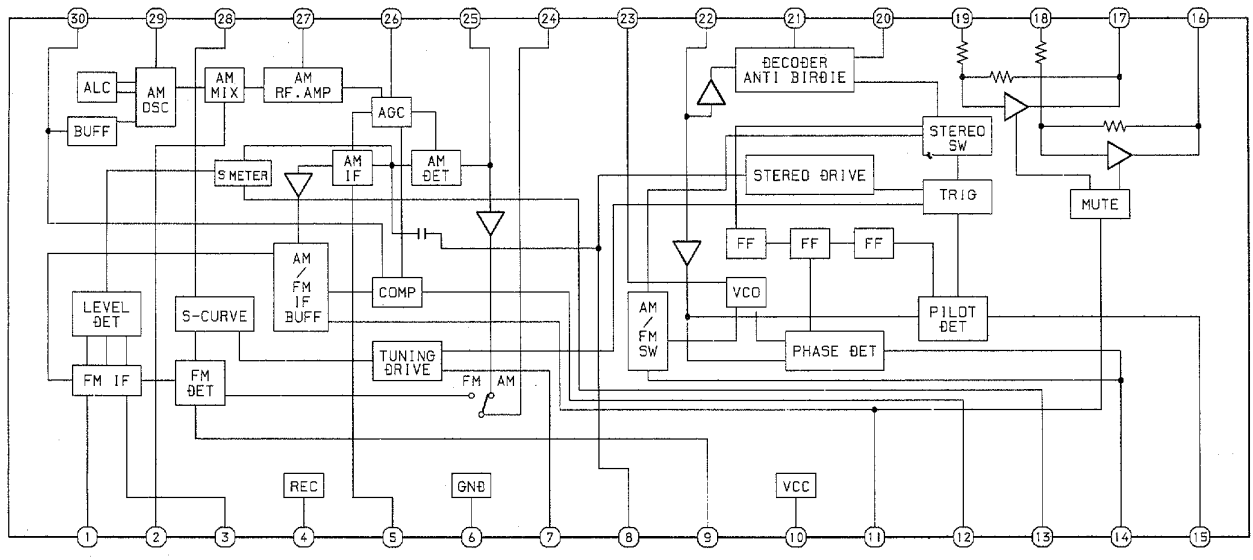 30 29 28 27 26 25 24 23 22 21 20 19 18 17 16
ALC
AM
OSC
AM
MIX
AM
RF.AMP
AGC
DECODER
ANTI BIRDIE
BUFF
STEREO
SW
S METER
AM
IF
AM
DET
STEREO DRIVE
TRIG
MUTE
AM
/
FM
IF
BUFF
COMP
FF
FF
FF
VCO
LEVEL
DET
S-CURVE
AM
/
FM
SW
PILOT
DET
TUNING
DRIVE
PHASE DET
FM IF
FM
DET
FM AM
REC
GND
VCC
1 2 3 4 5 6 7 8 9 10 11 12 13 14 15